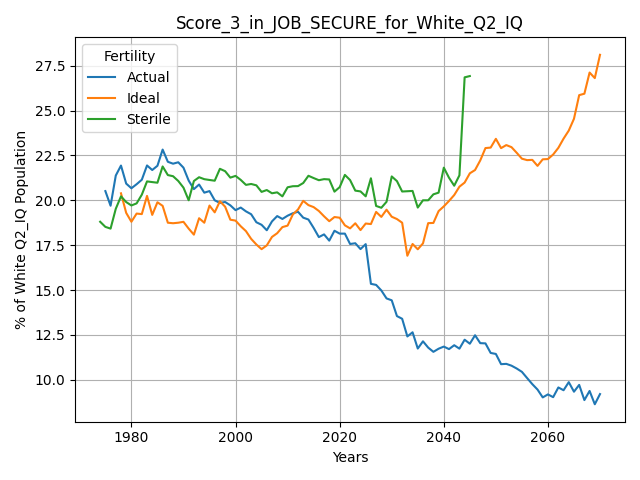 Score_3_in_JOB_SECURE_for_White_Q2_IQ
Fertility
Actual
Ideal
Sterile
27.5
25.0
22.5
20.0
17.5
15.0
12.5
10.0
% of White Q2_IQ Population
1980
2000
2020
2040
2060
Years